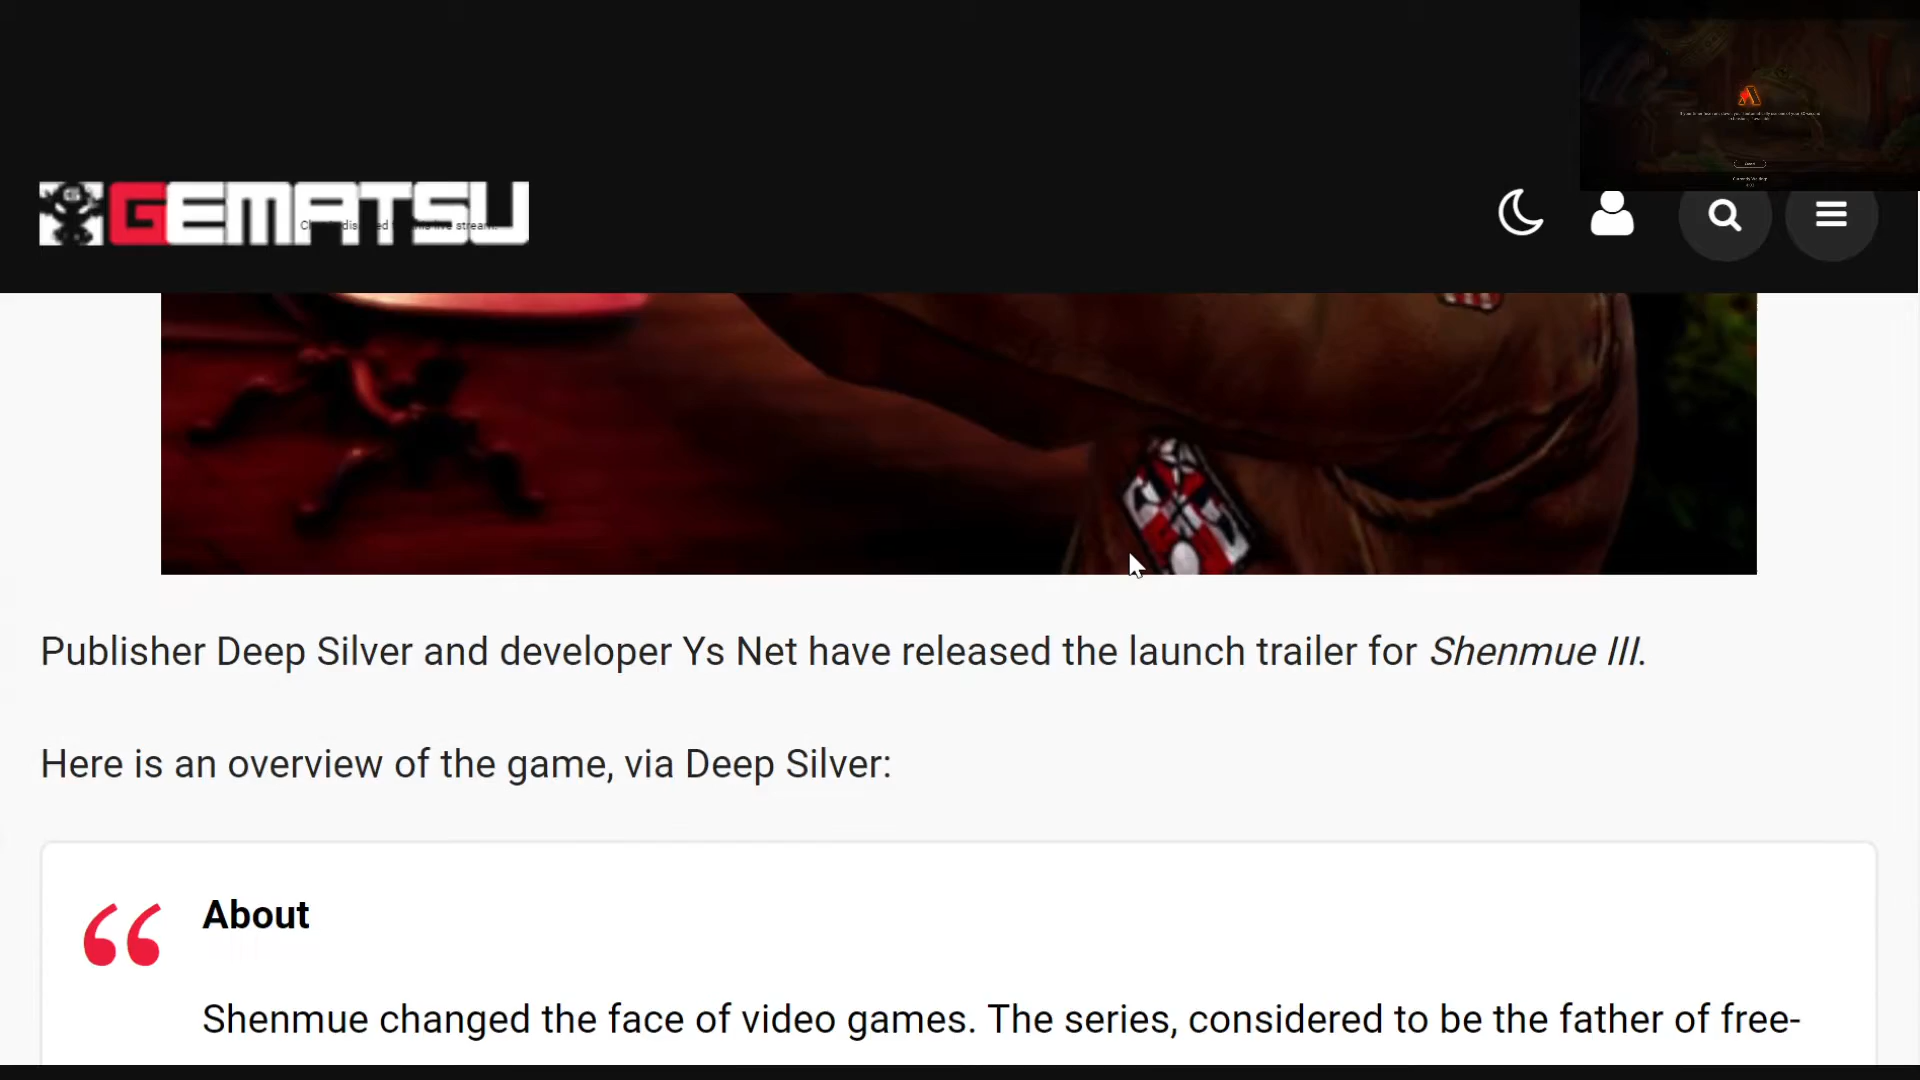 GEMATSU
Publisher Deep Silver and developer Ys Net have released the launch trailer for Shenmue III.
Here is an overview of the game, via Deep Silver:
“ About
Shenmue changed the face of video games. The series, considered to be the father of free-